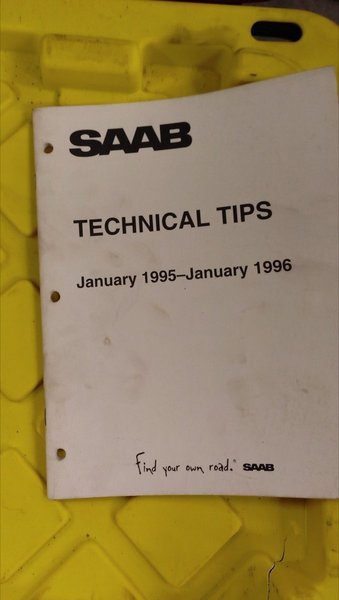 SAAB
TECHNICAL TIPS
January 1995–January 1996
Find your own road.® SAAB